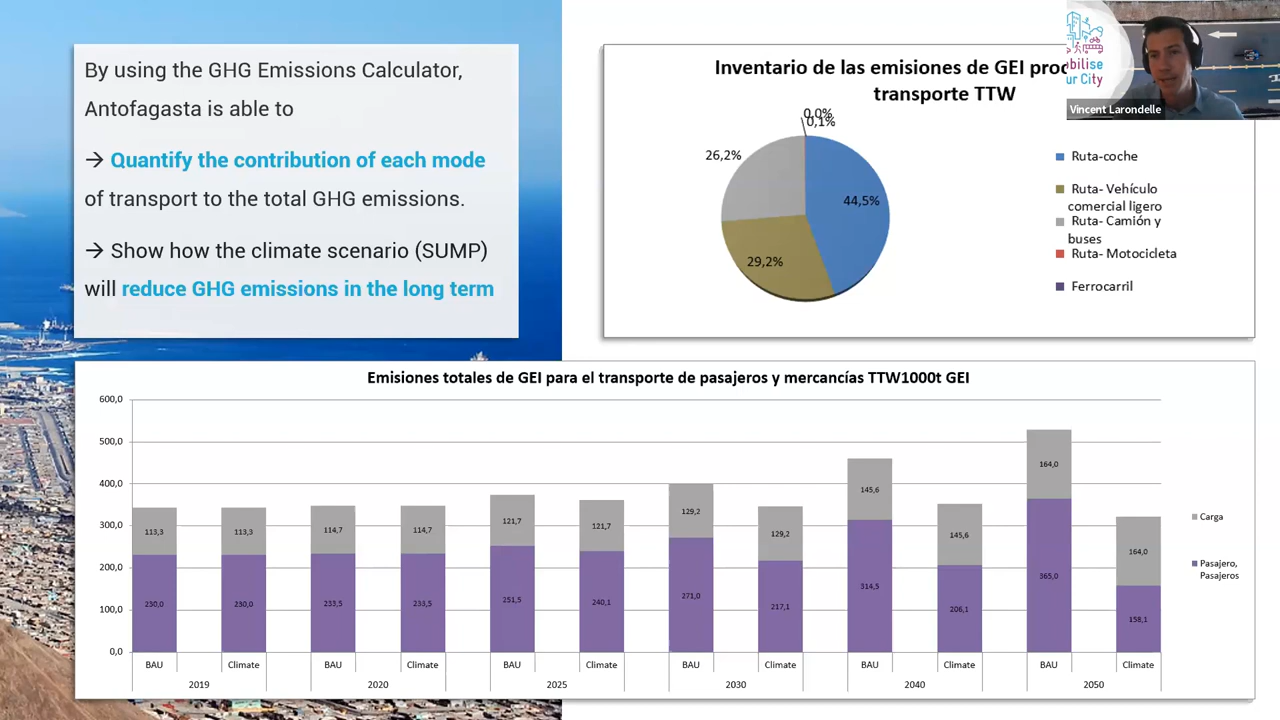 By using the GHG Emissions Calculator,
Antofagasta is able to
→ Quantify the contribution of each mode
of transport to the total GHG emissions.
→ Show how the climate scenario (SUMP)
will reduce GHG emissions in the long term
Inventario de las emisiones de GEI
transporte TTW
0,0%
0,1%
26,2%
44,5%
29,2%
Ruta-coche
Ruta- Vehículo
comercial ligero
Ruta- Camión y
buses
Ruta- Motocicleta
Ferrocarril
Vincent Larondelle
Emisiones totales de GEI para el transporte de pasajeros y mercancías TTW1000t GEI
600,0
500,0
400,0
300,0
200,0
100,0
0,0
113,3 113,3 114,7 114,7 121,7 121,7 129,2 129,2 145,6 145,6 164,0 164,0
230,0 230,0 233,5 233,5 251,5 240,1 271,0 217,1 314,5 206,1 365,0 158,1
BAU Climate BAU Climate BAU Climate BAU Climate BAU Climate BAU Climate
2019 2020 2025 2030 2040 2050
Carga
Pasajero,
Pasajeros